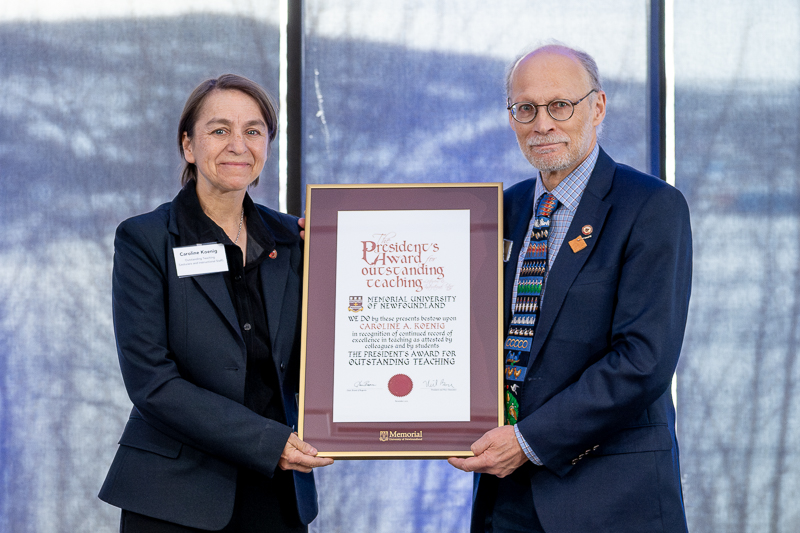 Caroline Koenig
The
President's
Award for
outstanding
teaching
MEMORIAL UNIVERSITY
OF NEWFOUNDLAND
WE DO by these presents bestow upon
CAROLINE A. KOENIG
in recognition of continued record of
excellence in teaching as attested by
colleagues and by students
THE PRESIDENT'S AWARD FOR
OUTSTANDING TEACHING
Memorial